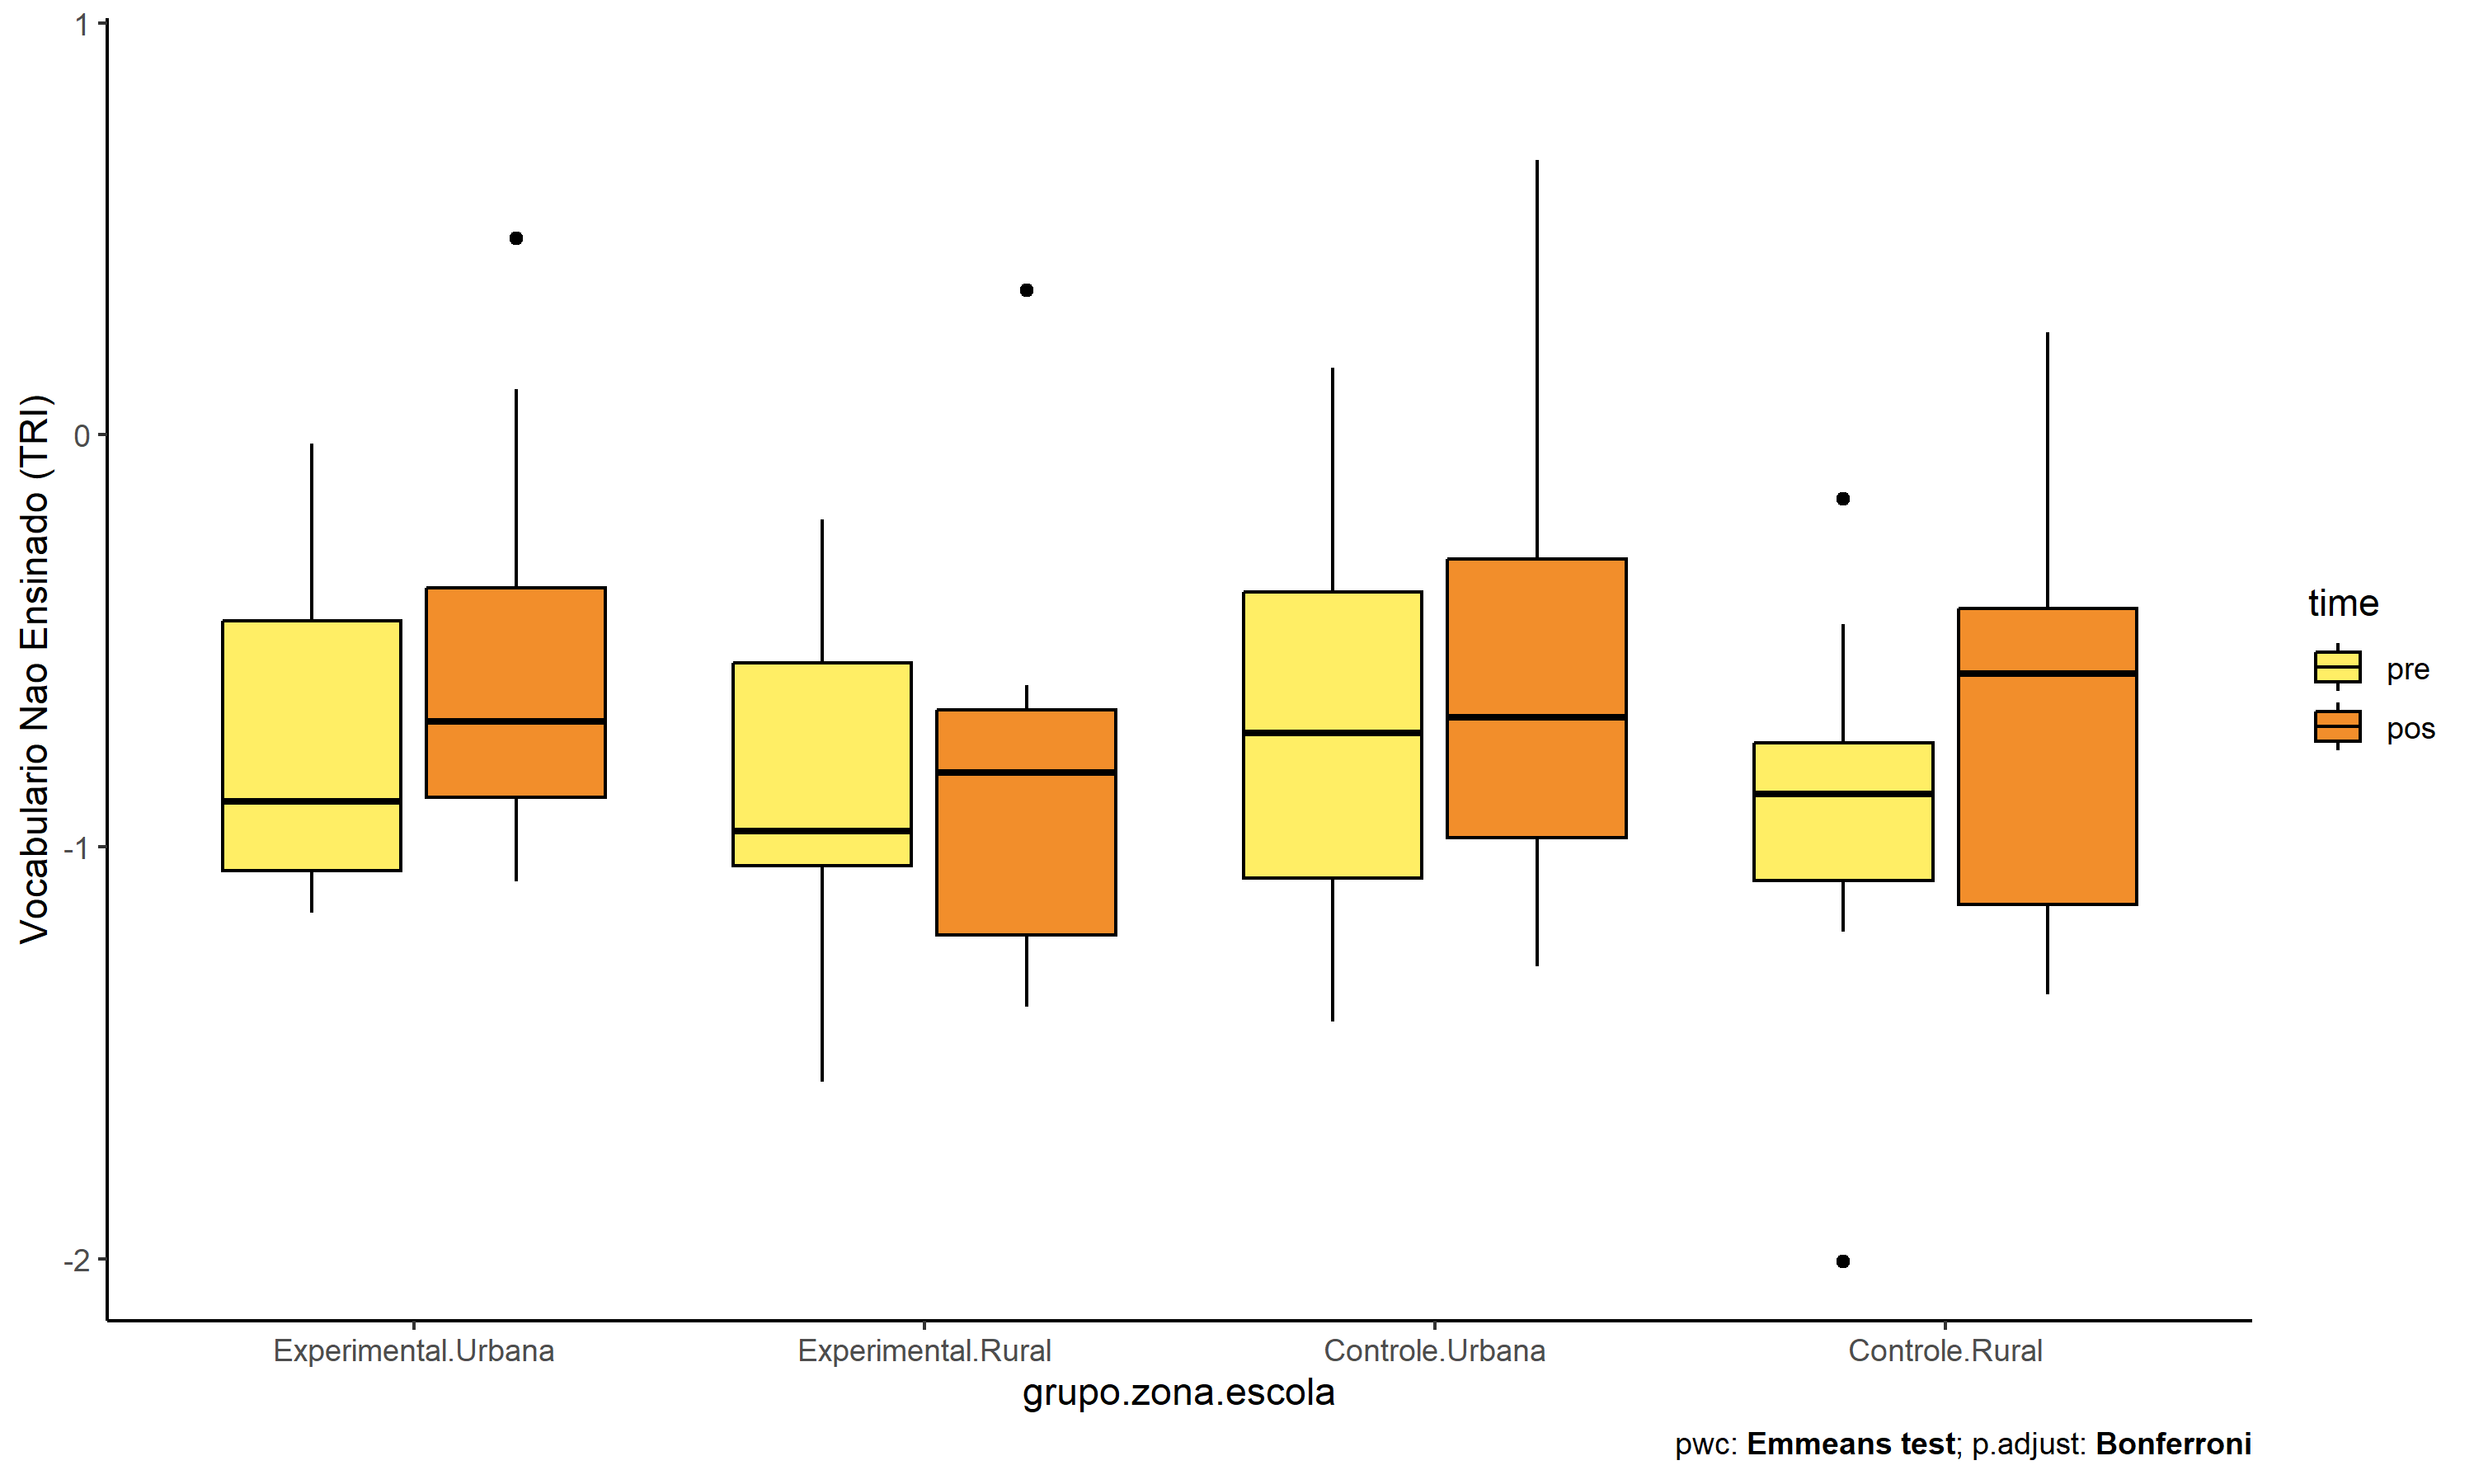 Vocabulario Nao Ensinado (TRI)
1
0
-1
-2
Experimental.Urbana
Experimental.Rural
Controle.Urbana
Controle.Rural
grupo.zona.escola
time
pre
pos
pwc: Emmeans test; p.adjust: Bonferroni